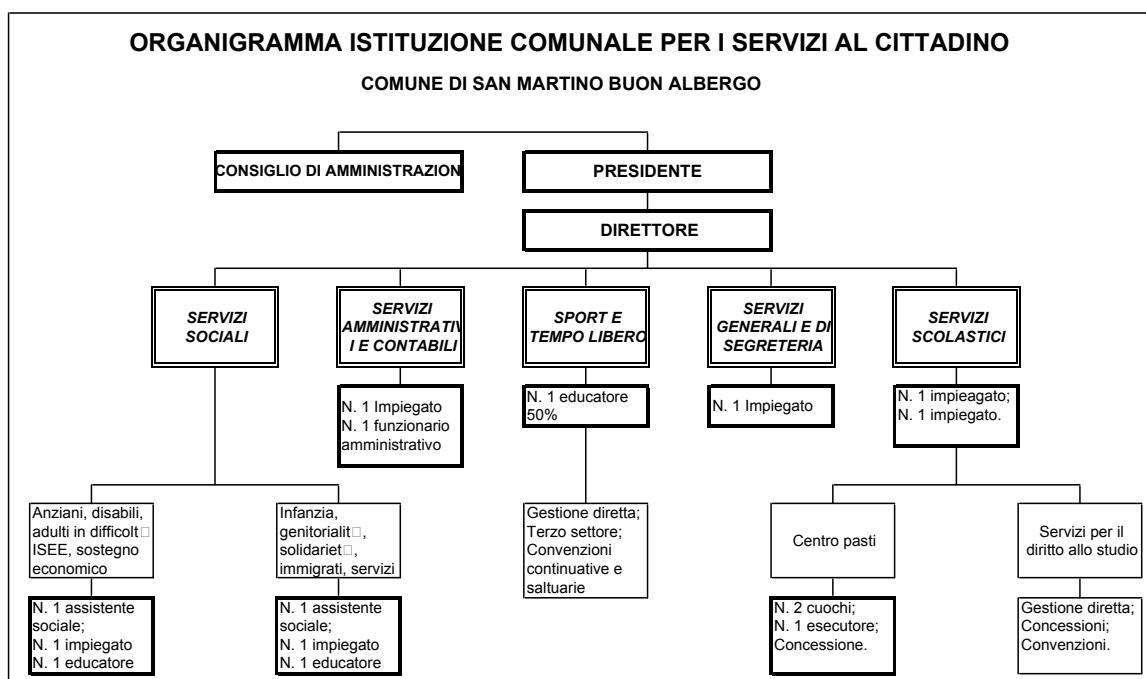 ORGANIGRAMMA ISTITUZIONE COMUNALE PER I SERVIZI AL CITTADINO
COMUNE DI SAN MARTINO BUON ALBERGO
CONSIGLIO DI AMMINISTRAZION
PRESIDENTE
DIRETTORE
SERVIZI
SOCIALI
SERVIZI
AMMINISTRATIV
I E CONTABILI
SPORT E
TEMPO LIBERO
SERVIZI
GENERALI E DI
SEGRETERIA
SERVIZI
SCOLASTICI
N. 1 Impiegato
N. 1 funzionario
amministrativo
N. 1 educatore
50%
N. 1 Impiegato
N. 1 impieagato;
N. 1 impiegato.
Anziani, disabili,
adulti in difficolt□
ISEE, sostegno
economico
Infanzia,
genitorialit□,
solidariet□,
immigrati, servizi
Gestione diretta;
Terzo settore;
Convenzioni
continuative e
saltuarie
Centro pasti
Servizi per il
diritto allo studio
N. 1 assistente
sociale;
N. 1 impiegato
N. 1 educatore
N. 1 assistente
sociale;
N. 1 impiegato
N. 1 educatore
N. 2 cuochi;
N. 1 esecutore;
Concessione.
Gestione diretta;
Concessioni;
Convenzioni.